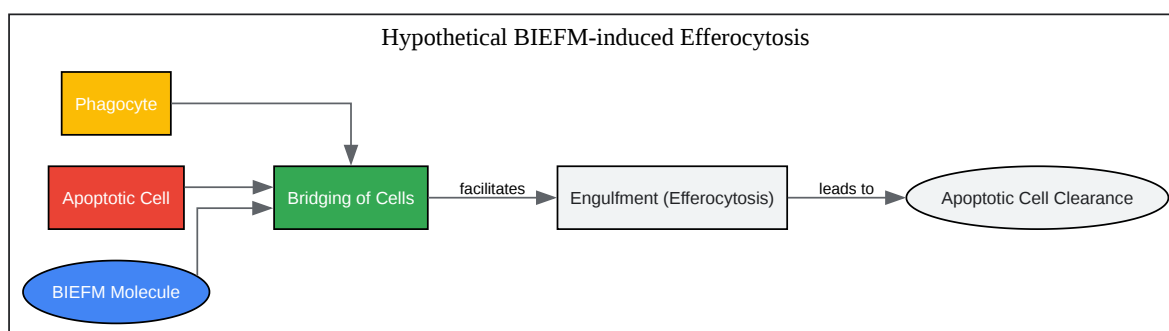 Hypothetical BIEFM-induced Efferocytosis
Phagocyte
Apoptotic Cell
Bridging of Cells
facilitates
Engulfment (Efferocytosis)
leads to
Apoptotic Cell Clearance
BIEFM Molecule